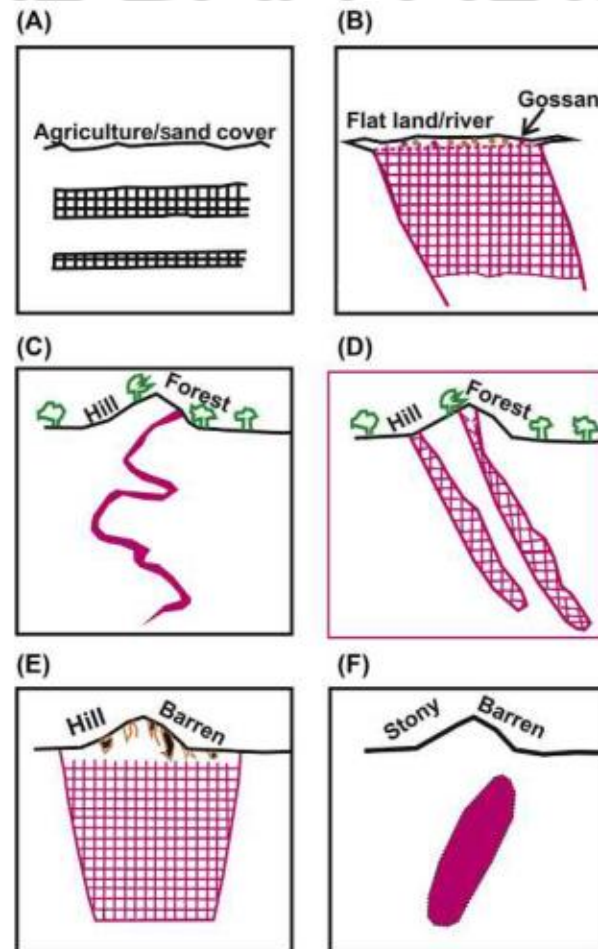 (A)
(B)
Agriculture/sand cover
Gossan
Flat land/river
(C)
(D)
Hill
Forest
Hill
Forest
(E)
(F)
Hill
Barren
Stony
Barren